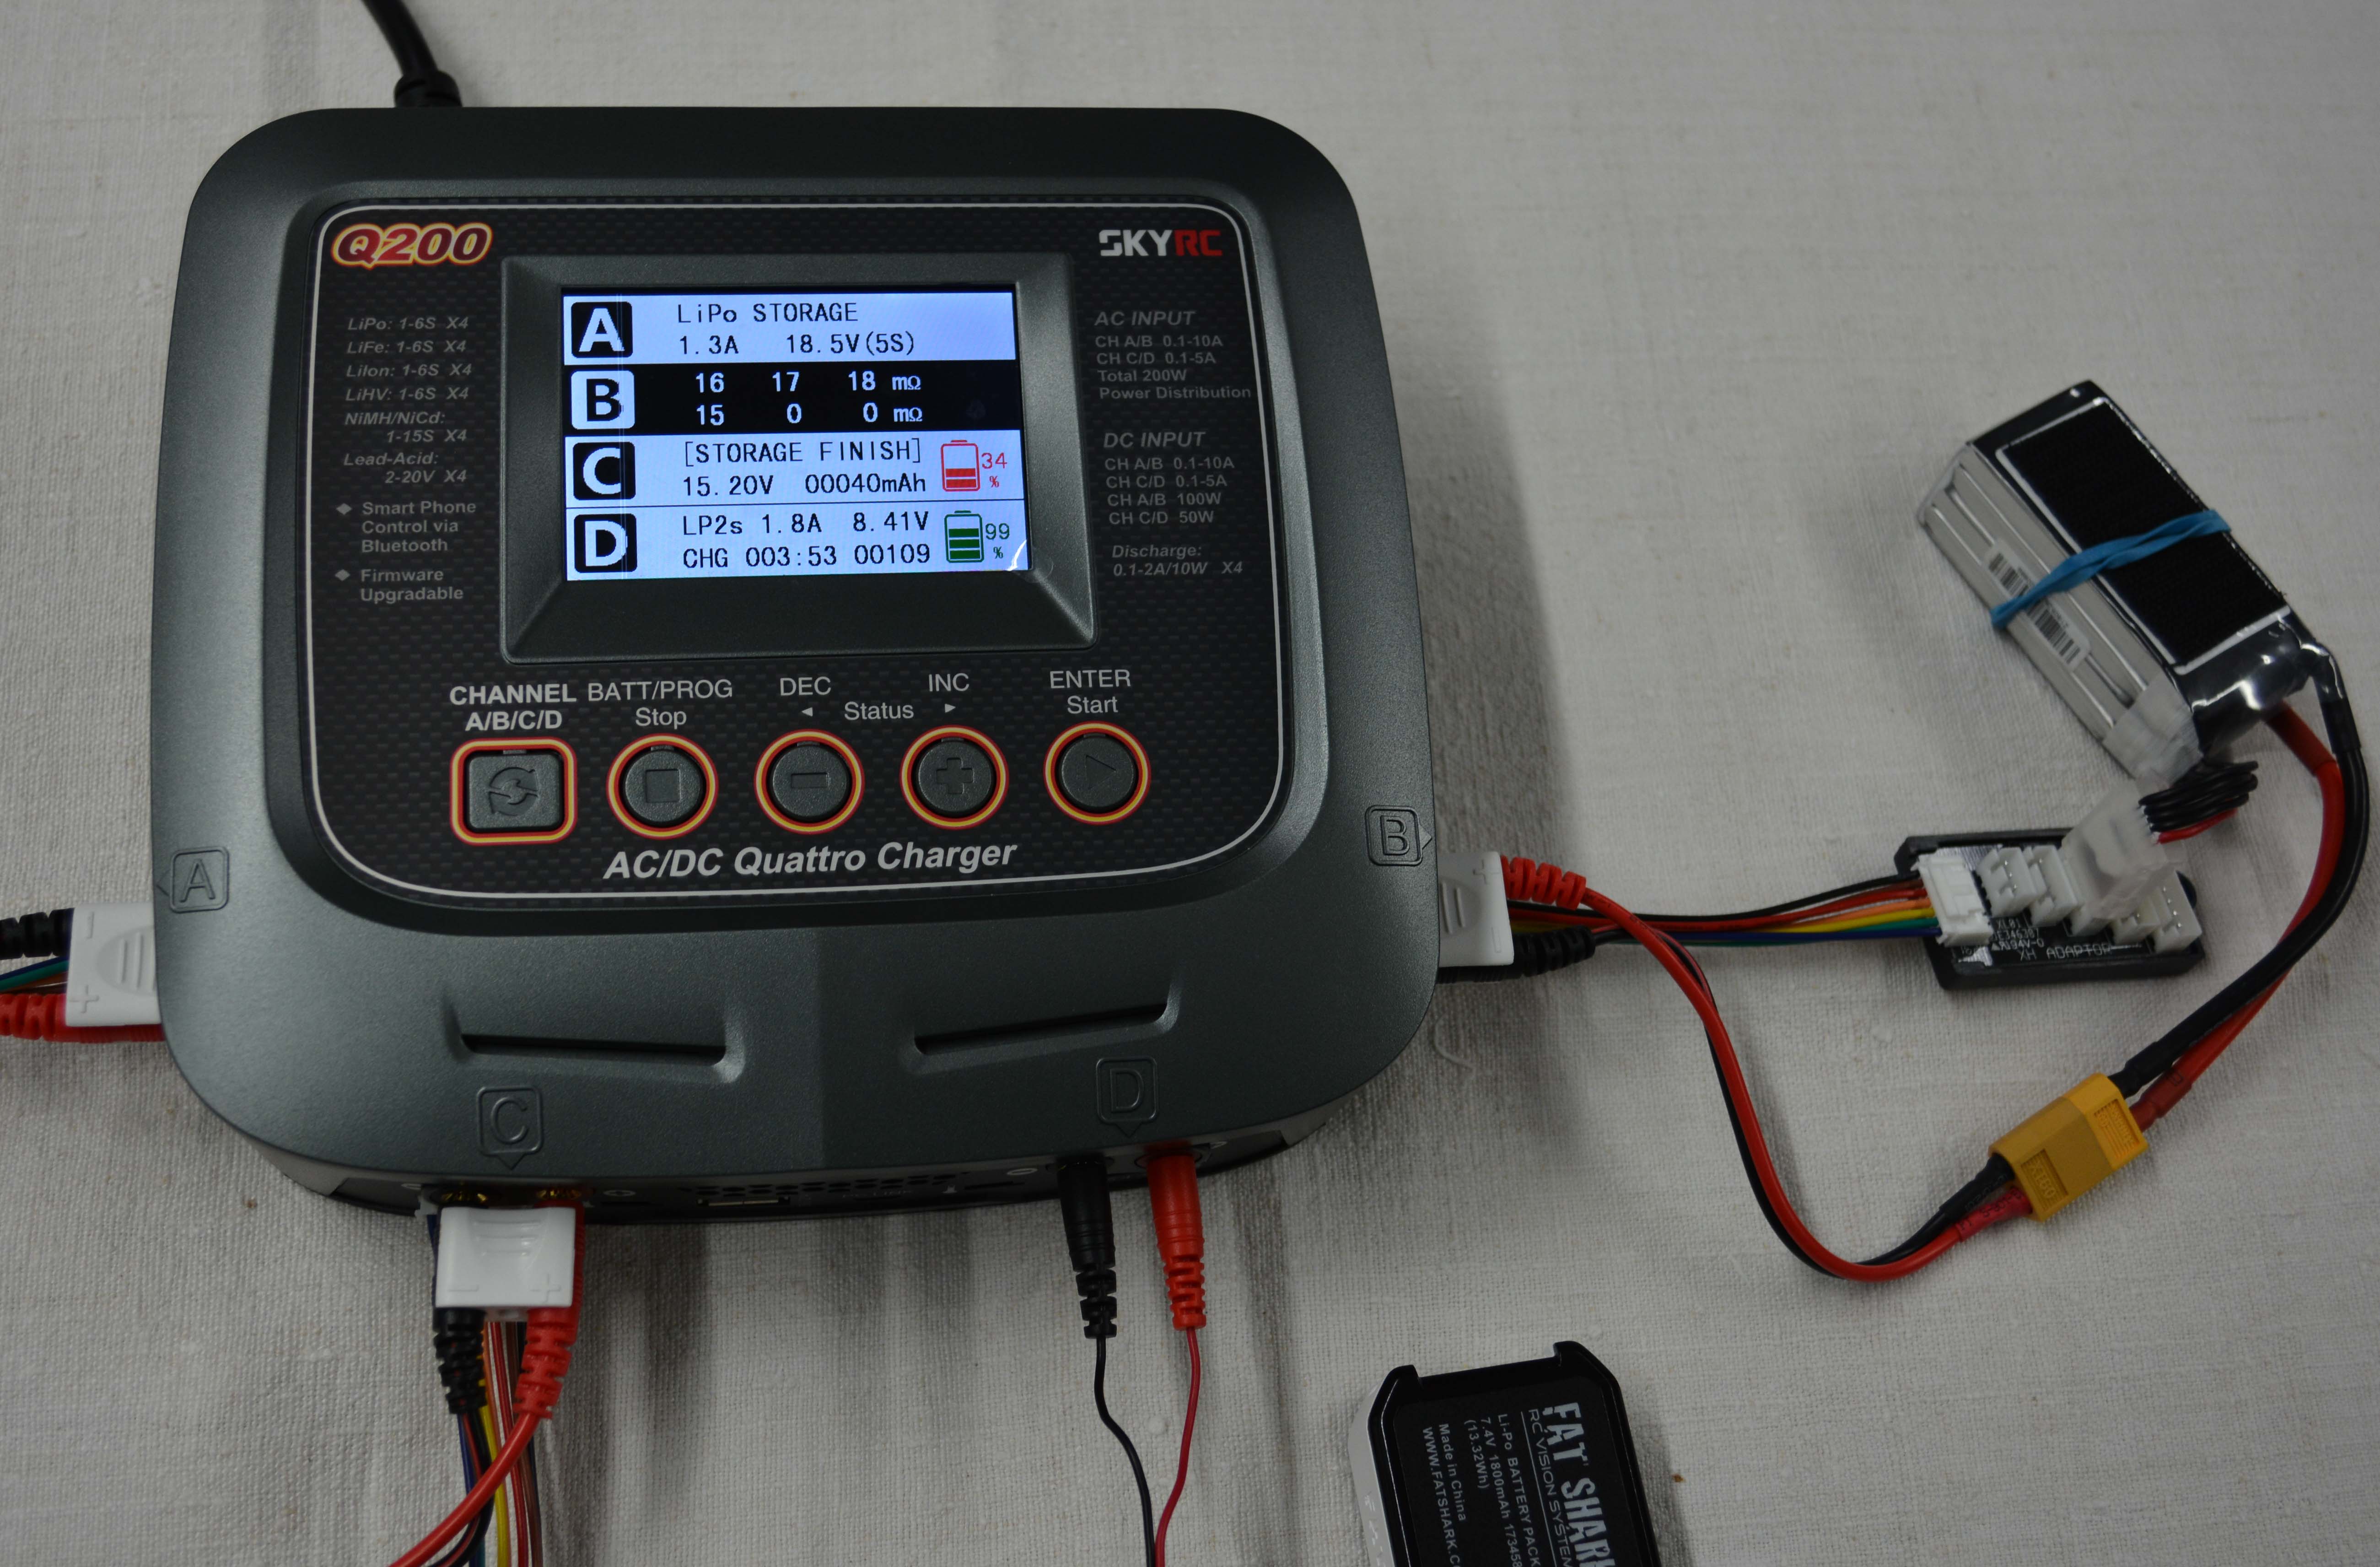 Q200
SKYRC
LiPo: 1-6S X4
LiFe: 1-6S X4
LiIon: 1-6S X4
LiHV: 1-6S X4
NiMH/NiCd:
1-15S X4
Lead-Acid:
2-20V X4
◆ Smart Phone
Control via
Bluetooth
◆ Firmware
Upgradable
A
LiPo STORAGE
1.3A 18.5V(5S)
B
16 17 18 mΩ
15 0 0 mΩ
C
[STORAGE FINISH]
15.20V 00040mAh
34
%
D
LP2s 1.8A 8.41V
CHG 003:53 00109
99
%
AC INPUT
CH A/B 0.1-10A
CH C/D 0.1-5A
Total 200W
Power Distribution
DC INPUT
CH A/B 0.1-10A
CH C/D 0.1-5A
CH A/B 100W
CH C/D 50W
Discharge:
0.1-2A/10W X4
CHANNEL
A/B/C/D
BATT/PROG
Stop
DEC
◄ Status ►
INC
ENTER
Start
AC/DC Quattro Charger
A
B
C
D
XH ADAPTOR
XT60
FAT SHARK
RC VISION SYSTEM
Li-Po BATTERY PACK
7.4V 1800mAh
(13.32Wh)
Made in China